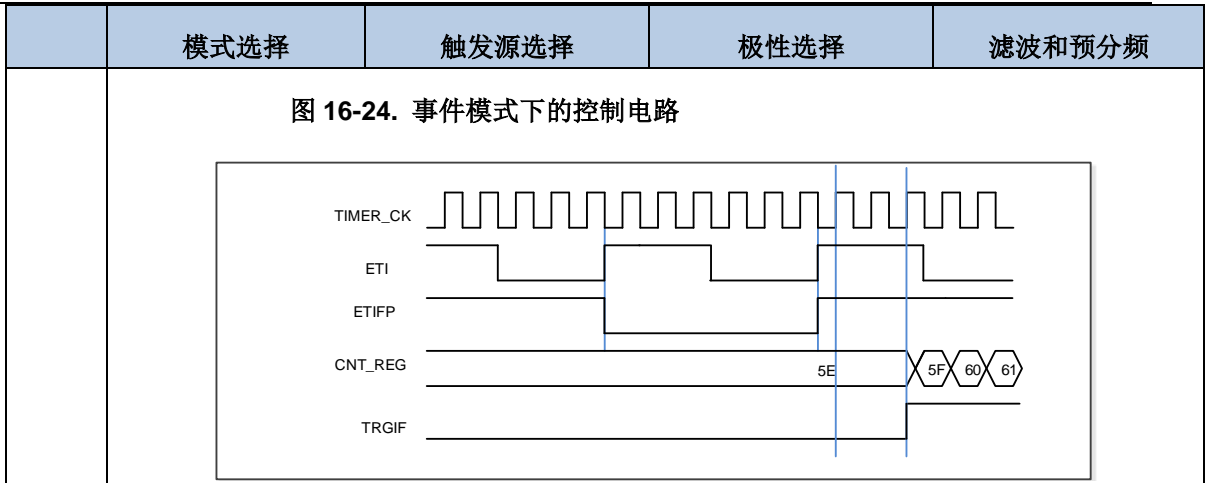 模式选择 触发源选择 极性选择 滤波和预分频
图 16-24. 事件模式下的控制电路
TIMER_CK
ETI
ETIFP
CNT_REG 5E 5F 60 61
TRGIF